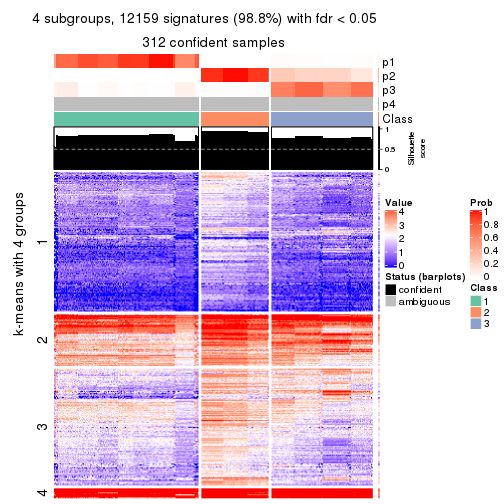 4 subgroups, 12159 signatures (98.8%) with fdr < 0.05
312 confident samples
p1
p2
p3
p4
Class
1
0.5
0
Silhouette
score
k-means with 4 groups
1
2
3
4
Value
4
3
2
1
0
Status (barplots)
confident
ambiguous
Prob
1
0.8
0.6
0.4
0.2
0
Class
1
2
3